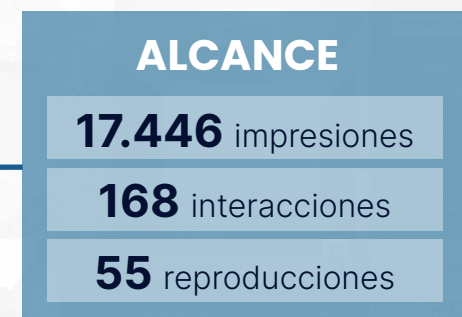 ALCANCE
17.446 impresiones
168 interacciones
55 reproducciones